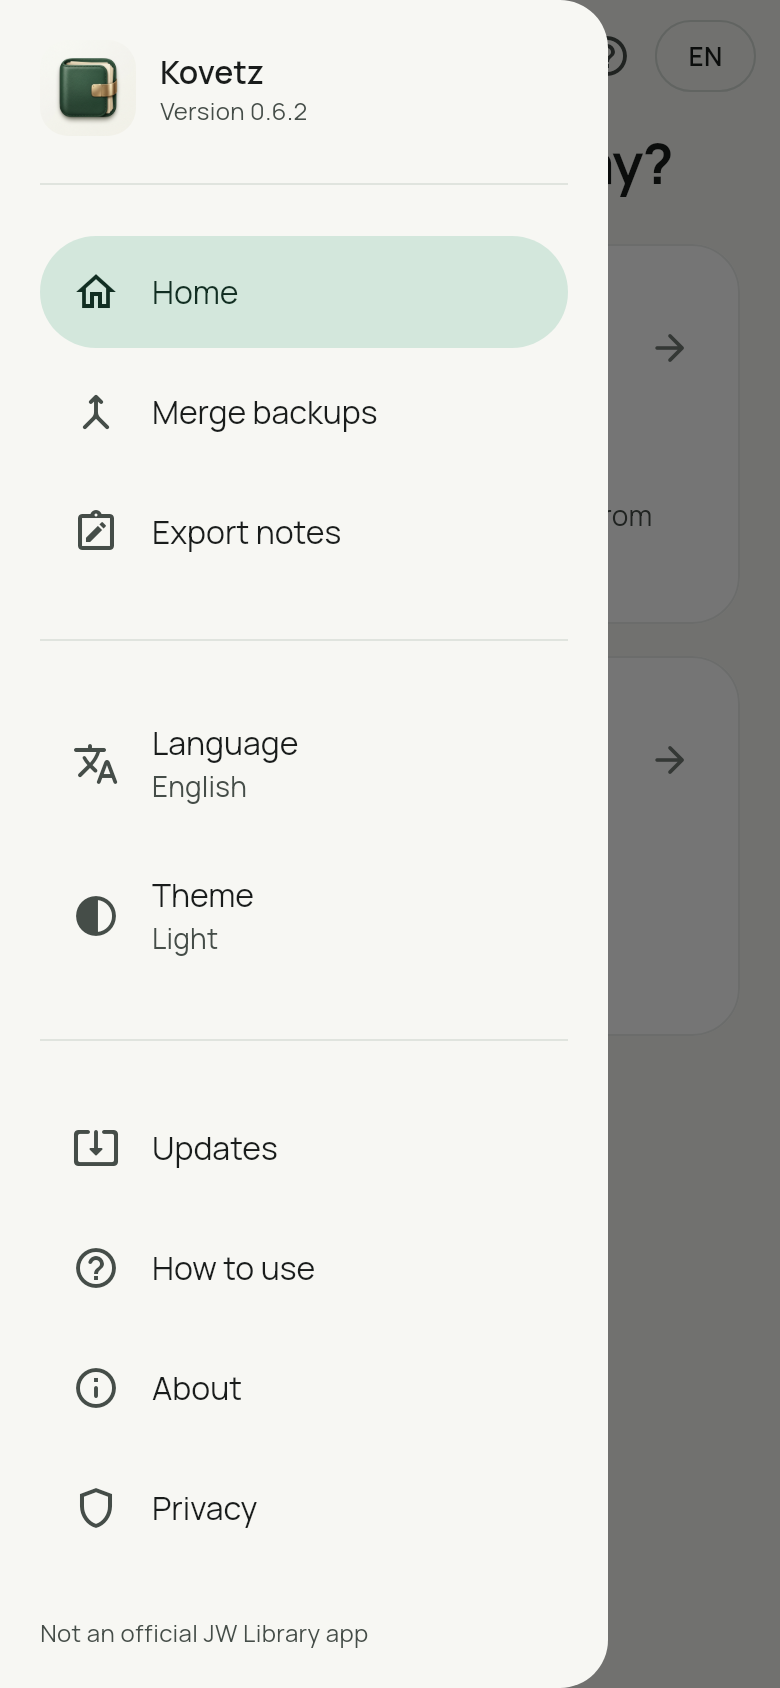 Kovetz
Version 0.6.2
EN
Home
Merge backups
Export notes
Language
English
Theme
Light
Updates
How to use
About
Privacy
Not an official JW Library app